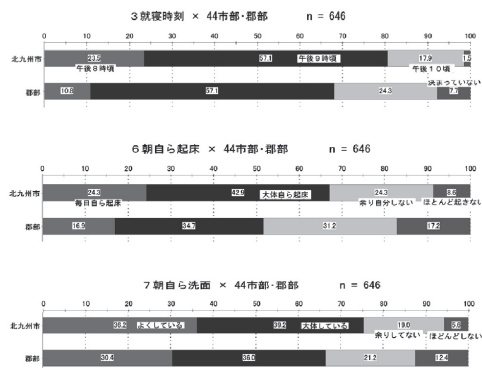 3就寝時刻 × 44市部・郡部 n = 646
0 10 20 30 40 50 60 70 80 90 100
北九州市 23.5 57.1 午後9時頃 17.9 1.5
午後8時頃 午後10頃
決まっていない
郡部 10.8 57.1 24.3 7.7
6朝自ら起床 × 44市部・郡部 n = 646
0 10 20 30 40 50 60 70 80 90 100
北九州市 24.3 42.9 大体自ら起床 24.3 8.6
毎日自ら起床 余り自分しない ほとんど起きない
郡部 16.9 34.7 31.2 17.2
7朝自ら洗面 × 44市部・郡部 n = 646
0 10 20 30 40 50 60 70 80 90 100
北九州市 36.2 よくしている 39.2 大体している 19.0 5.6
余りしてない ほとんどしない
郡部 30.4 36.0 21.2 12.4